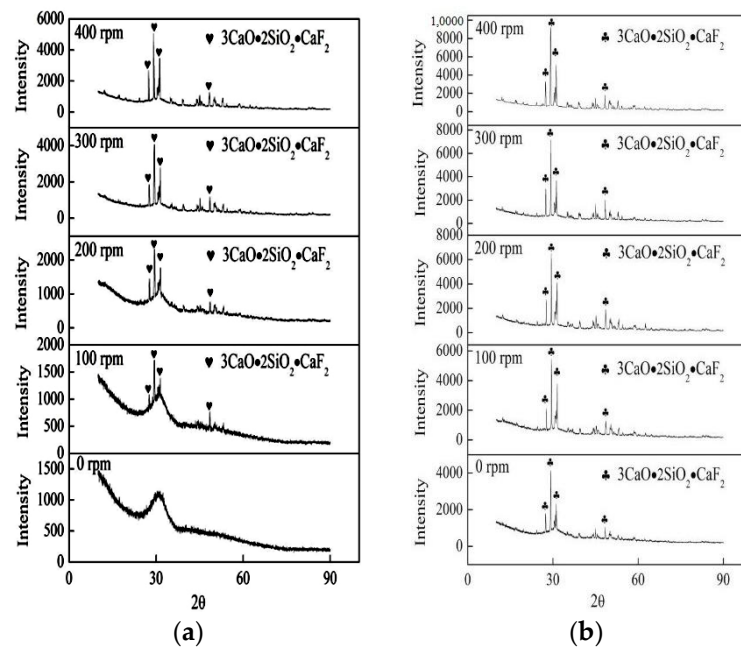 6000
4000
2000
0
Intensity
400 rpm
♥ 3CaO•2SiO₂•CaF₂
4000
2000
0
Intensity
300 rpm
♥ 3CaO•2SiO₂•CaF₂
2000
1000
0
Intensity
200 rpm
♥ 3CaO•2SiO₂•CaF₂
2000
1500
1000
500
0
Intensity
100 rpm
♥ 3CaO•2SiO₂•CaF₂
1500
1000
500
0
Intensity
0 rpm
0 30 60 90
2θ
(a)
1,0000
8000
6000
4000
2000
0
Intensity
400 rpm
♣ 3CaO•2SiO₂•CaF₂
8000
6000
4000
2000
0
Intensity
300 rpm
♣ 3CaO•2SiO₂•CaF₂
8000
6000
4000
2000
0
Intensity
200 rpm
♣ 3CaO•2SiO₂•CaF₂
6000
4000
2000
0
Intensity
100 rpm
♣ 3CaO•2SiO₂•CaF₂
6,000
4000
2000
0
Intensity
0 rpm
♣ 3CaO•2SiO₂•CaF₂
0 30 60 90
2θ
(b)